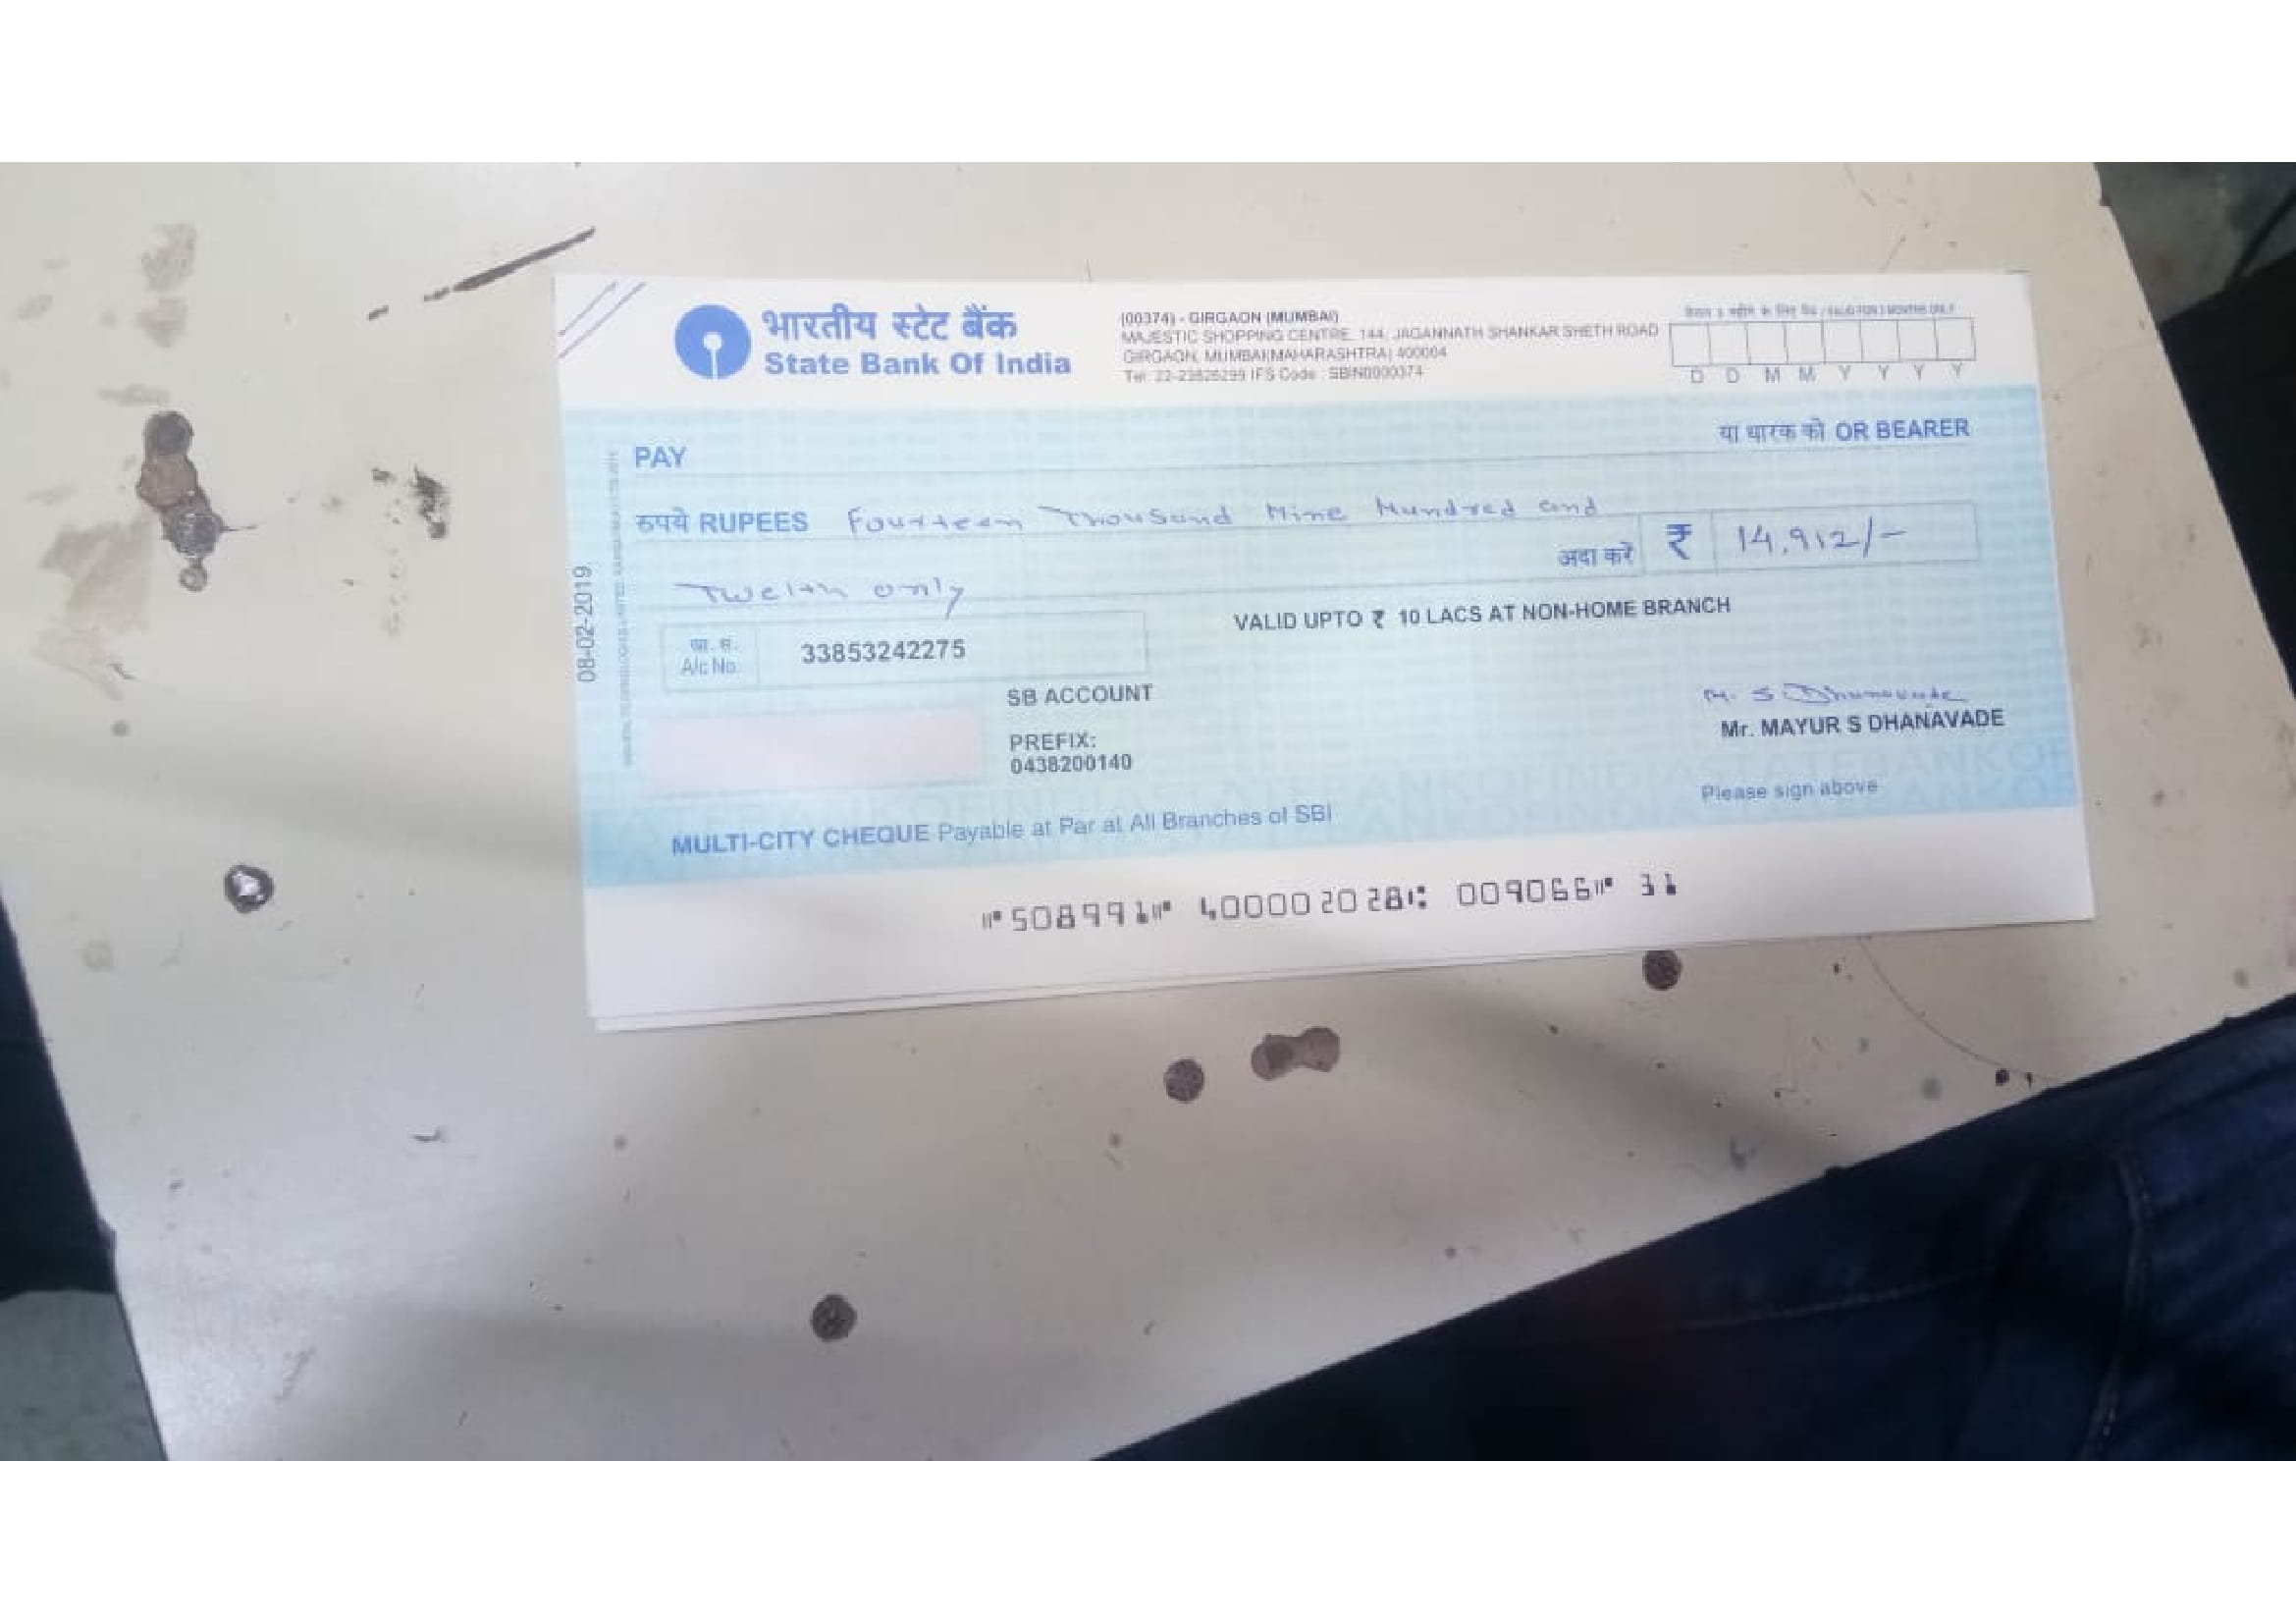 भारतीय स्टेट बैंक
State Bank Of India
(00374) - GIRGAON (MUMBAI)
MAJESTIC SHOPPING CENTRE, 144, JAGANNATH SHANKAR SHETH ROAD
GIRGAON, MUMBAI(MAHARASHTRA) 400004
Tel: 22-23826299 IFS Code : SBIN0000374
केवल 3 महीने के लिए वैध / VALID FOR 3 MONTHS ONLY
D D M M Y Y Y Y
PAY
या धारक को OR BEARER
रुपये RUPEES Fourteen Thousand Nine Hundred and
Twelth only
अदा करें ₹ 14,912/-
खा. सं.
A/c No. 33853242275
VALID UPTO ₹ 10 LACS AT NON-HOME BRANCH
SB ACCOUNT
PREFIX:
0438200140
M. S. Dhanavade
Mr. MAYUR S DHANAVADE
Please sign above
MULTI-CITY CHEQUE Payable at Par at All Branches of SBI
⑈508991⑈ 400002028⑆ 009066⑈ 31
08-02-2019